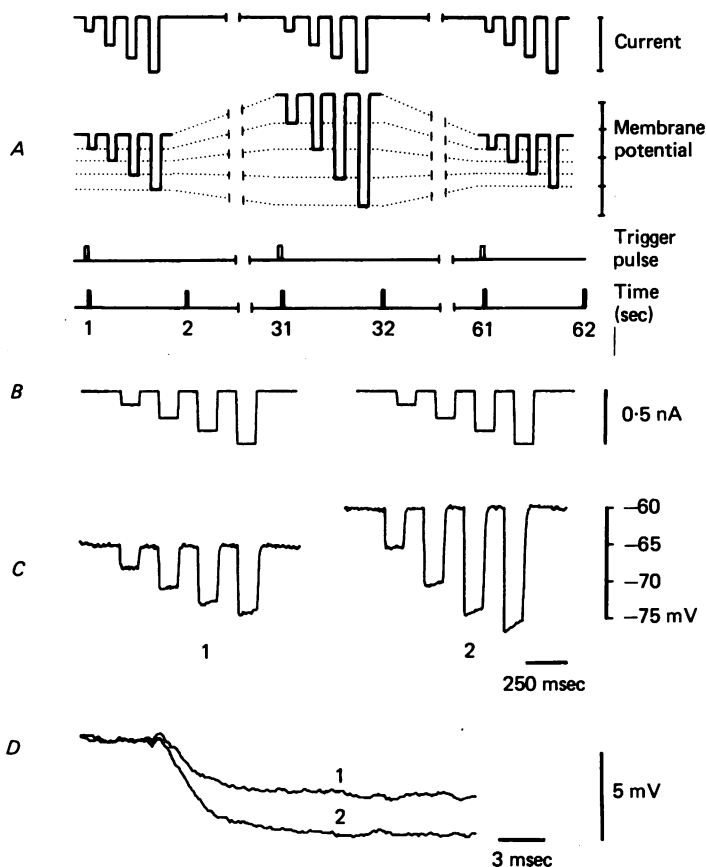 Current
A
Membrane
potential
Trigger
pulse
Time
(sec)
1 2 31 32 61 62
B
0·5 nA
C
−60
−65
−70
−75 mV
1 2
250 msec
D
1
2
5 mV
3 msec